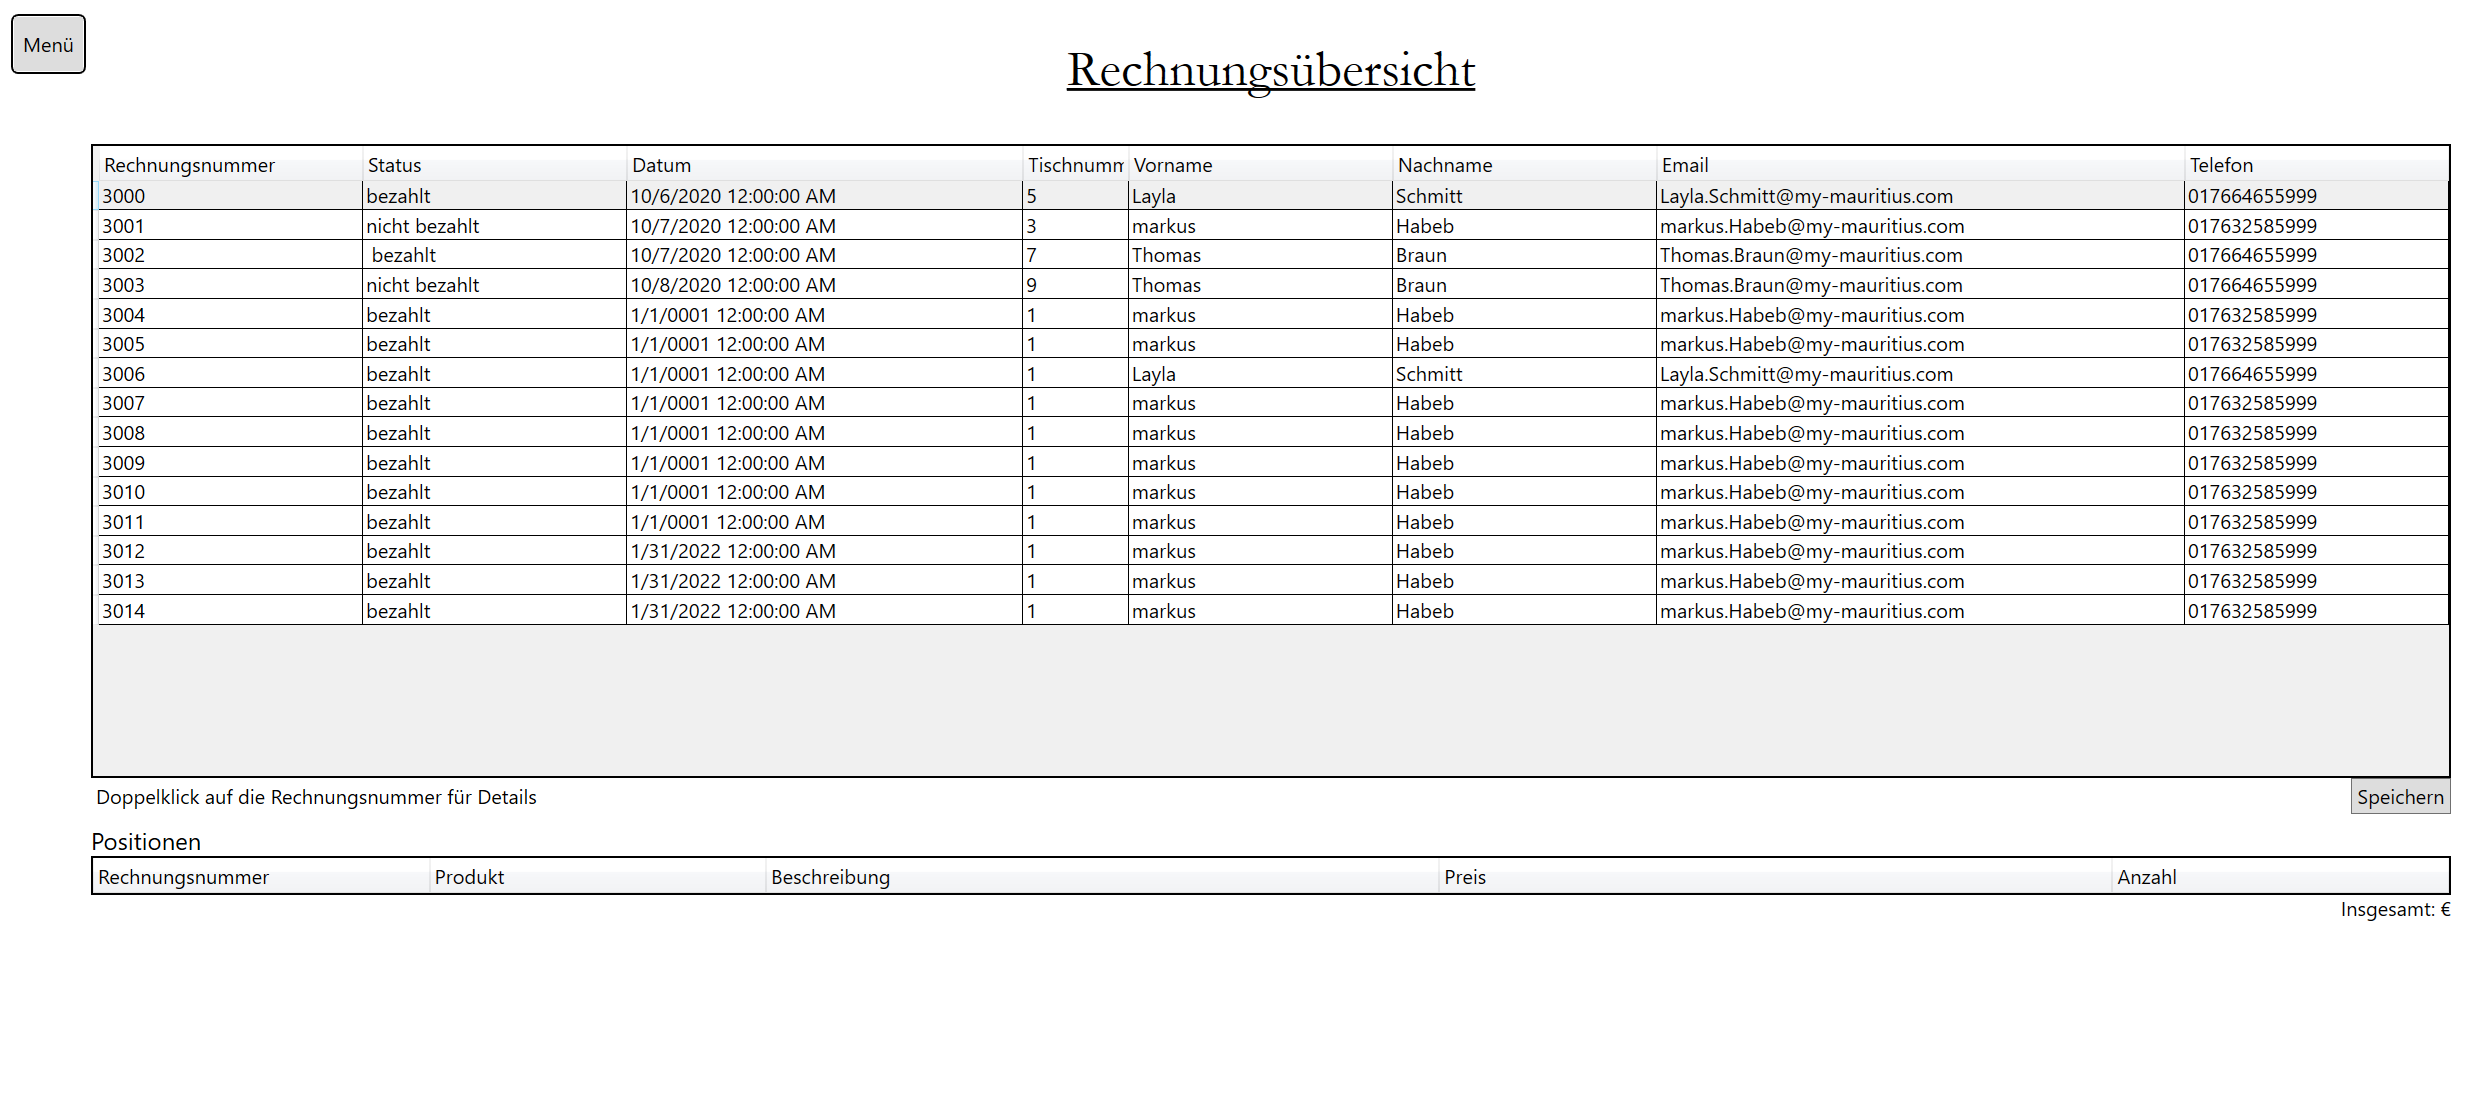 Menü
Rechnungsübersicht
Rechnungsnummer Status Datum Tischnumm Vorname Nachname Email Telefon
3000 bezahlt 10/6/2020 12:00:00 AM 5 Layla Schmitt Layla.Schmitt@my-mauritius.com 017664655999
3001 nicht bezahlt 10/7/2020 12:00:00 AM 3 markus Habeb markus.Habeb@my-mauritius.com 017632585999
3002 bezahlt 10/7/2020 12:00:00 AM 7 Thomas Braun Thomas.Braun@my-mauritius.com 017664655999
3003 nicht bezahlt 10/8/2020 12:00:00 AM 9 Thomas Braun Thomas.Braun@my-mauritius.com 017664655999
3004 bezahlt 1/1/0001 12:00:00 AM 1 markus Habeb markus.Habeb@my-mauritius.com 017632585999
3005 bezahlt 1/1/0001 12:00:00 AM 1 markus Habeb markus.Habeb@my-mauritius.com 017632585999
3006 bezahlt 1/1/0001 12:00:00 AM 1 Layla Schmitt Layla.Schmitt@my-mauritius.com 017664655999
3007 bezahlt 1/1/0001 12:00:00 AM 1 markus Habeb markus.Habeb@my-mauritius.com 017632585999
3008 bezahlt 1/1/0001 12:00:00 AM 1 markus Habeb markus.Habeb@my-mauritius.com 017632585999
3009 bezahlt 1/1/0001 12:00:00 AM 1 markus Habeb markus.Habeb@my-mauritius.com 017632585999
3010 bezahlt 1/1/0001 12:00:00 AM 1 markus Habeb markus.Habeb@my-mauritius.com 017632585999
3011 bezahlt 1/1/0001 12:00:00 AM 1 markus Habeb markus.Habeb@my-mauritius.com 017632585999
3012 bezahlt 1/31/2022 12:00:00 AM 1 markus Habeb markus.Habeb@my-mauritius.com 017632585999
3013 bezahlt 1/31/2022 12:00:00 AM 1 markus Habeb markus.Habeb@my-mauritius.com 017632585999
3014 bezahlt 1/31/2022 12:00:00 AM 1 markus Habeb markus.Habeb@my-mauritius.com 017632585999
Doppelklick auf die Rechnungsnummer für Details Speichern
Positionen
Rechnungsnummer Produkt Beschreibung Preis Anzahl
Insgesamt: €